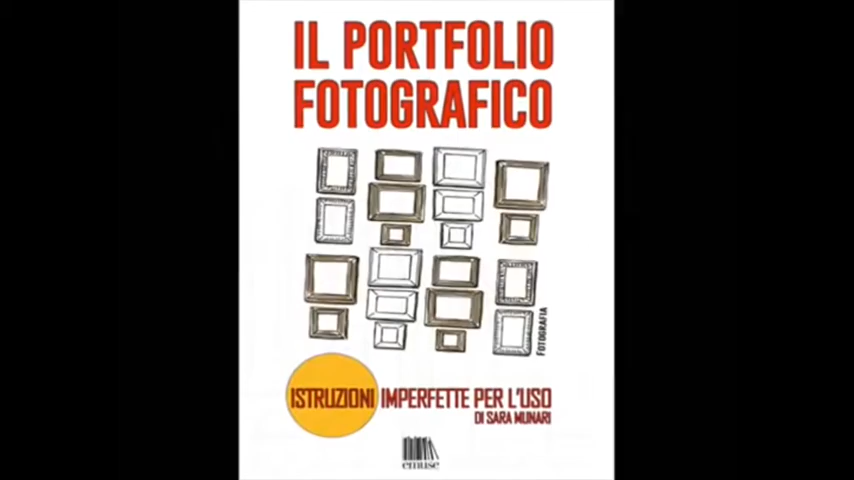 IL PORTFOLIO
FOTOGRAFICO
FOTOGRAFIA
ISTRUZIONI IMPERFETTE PER L'USO
DI SARA MUNARI
emuse